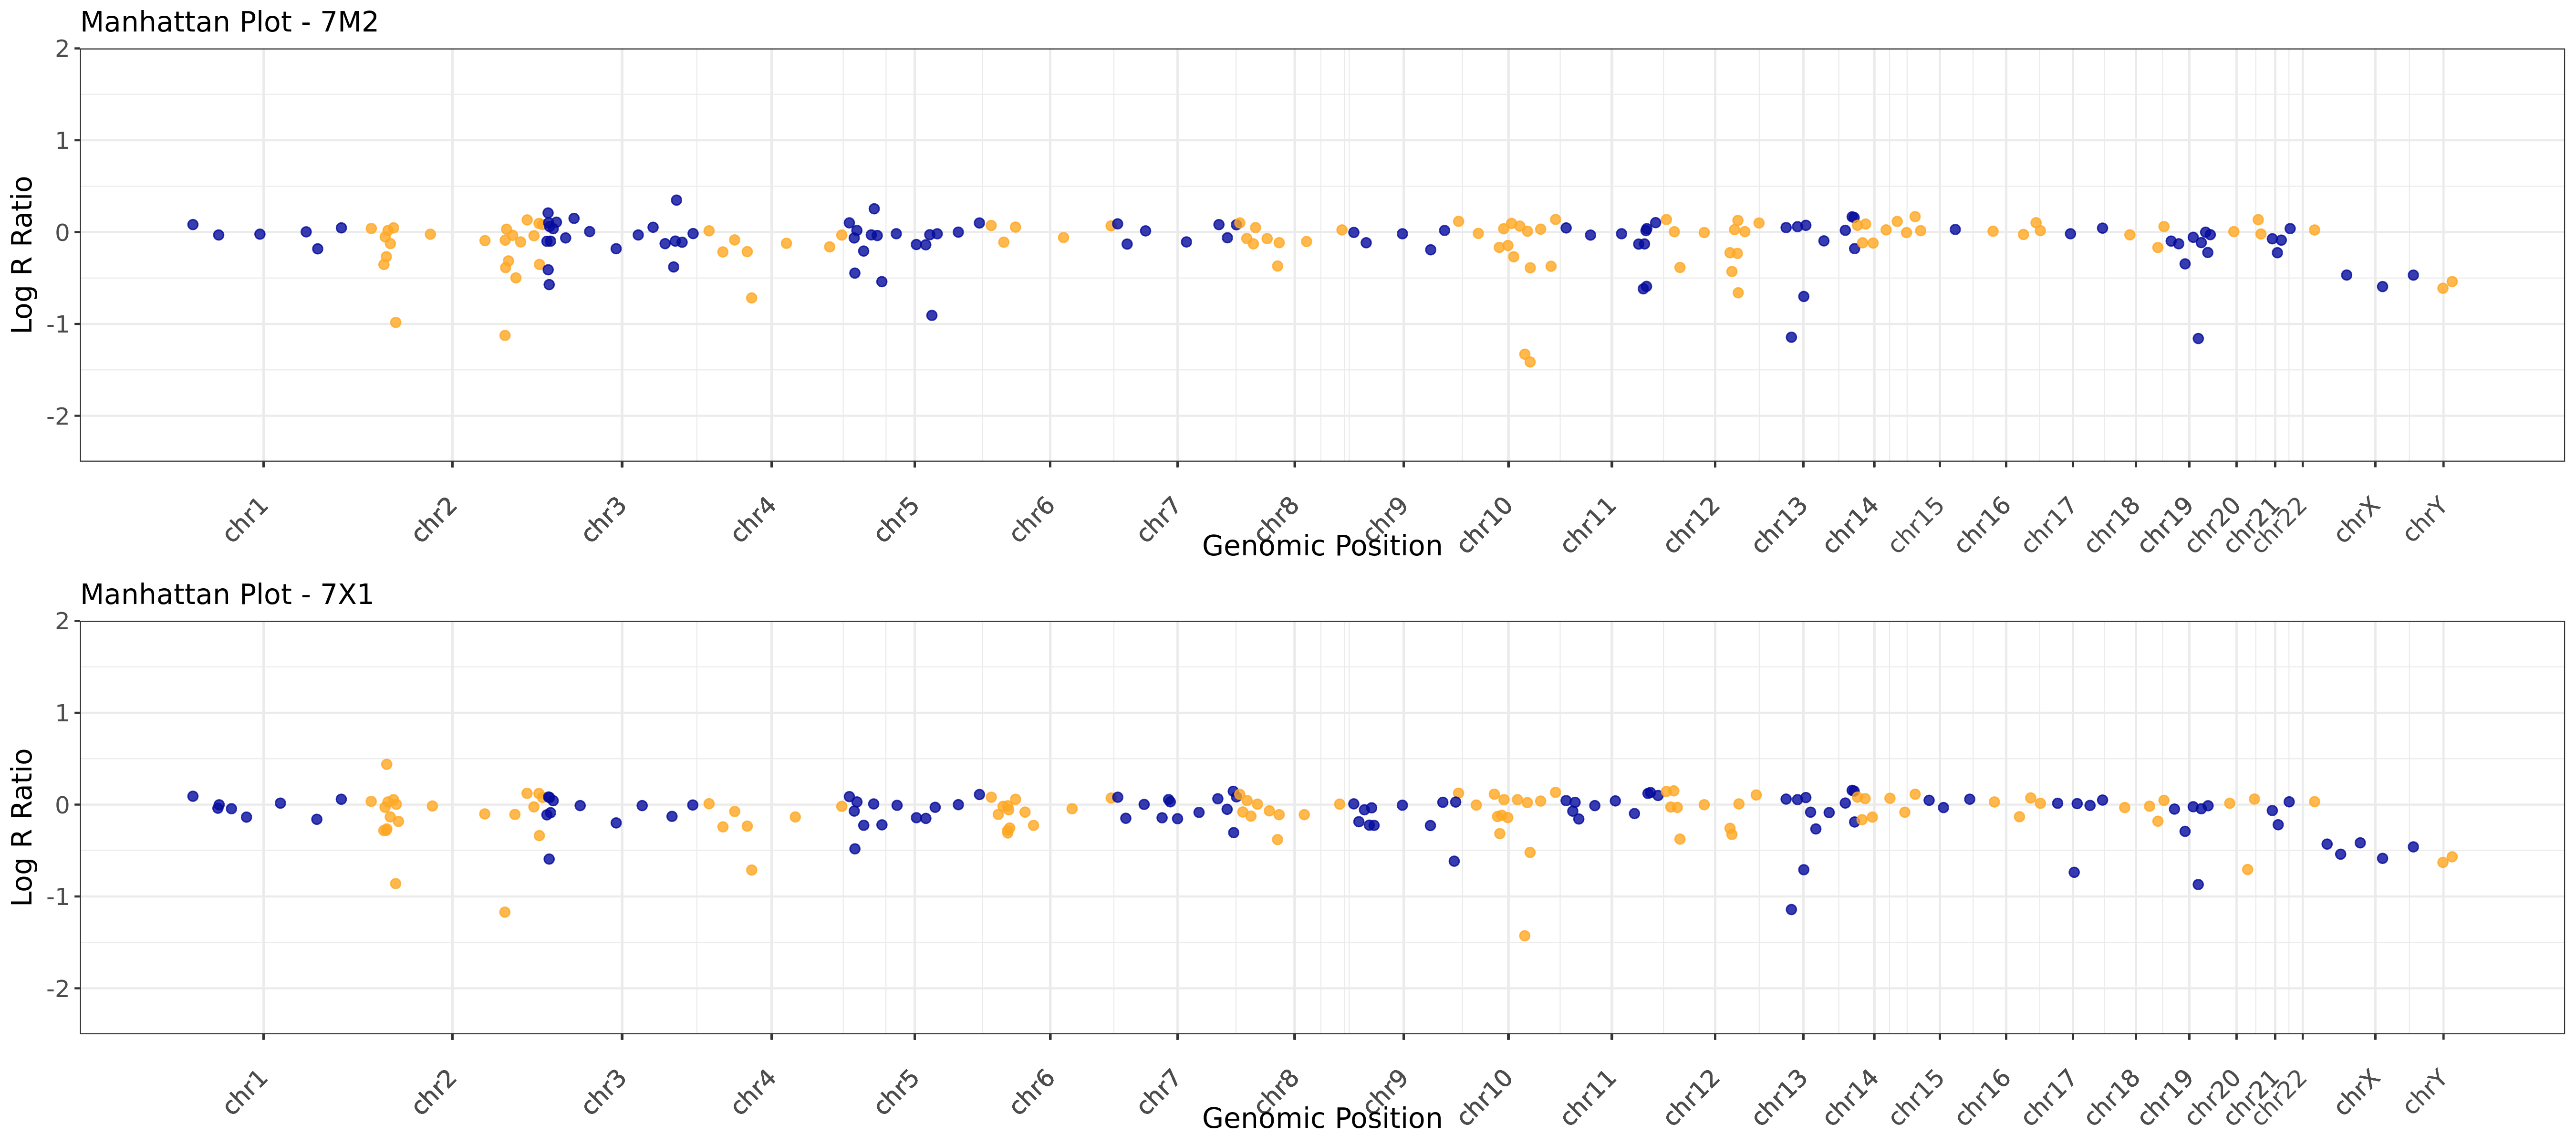 Manhattan Plot - 7M2
2
1
0
-1
-2
Log R Ratio
chr1 chr2 chr3 chr4 chr5 chr6 chr7 chr8 chr9 chr10 chr11 chr12 chr13 chr14 chr15 chr16 chr17 chr18 chr19 chr20 chr21 chr22 chrX chrY
Genomic Position
Manhattan Plot - 7X1
2
1
0
-1
-2
Log R Ratio
chr1 chr2 chr3 chr4 chr5 chr6 chr7 chr8 chr9 chr10 chr11 chr12 chr13 chr14 chr15 chr16 chr17 chr18 chr19 chr20 chr21 chr22 chrX chrY
Genomic Position